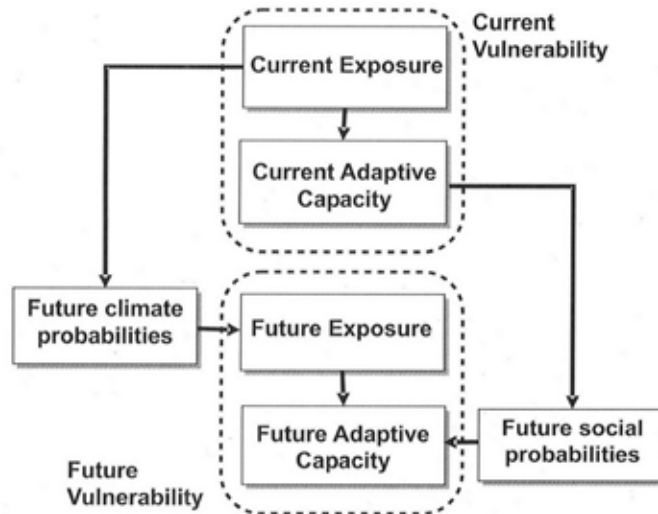 Current
Vulnerability
Current Exposure
Current Adaptive
Capacity
Future climate
probabilities
Future Exposure
Future Adaptive
Capacity
Future social
probabilities
Future
Vulnerability